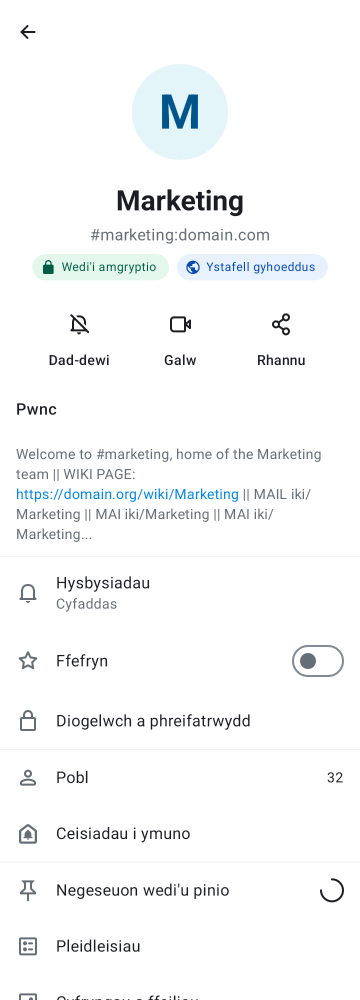 M
Marketing
#marketing:domain.com
Wedi'i amgryptio
Ystafell gyhoeddus
Dad-dewi
Galw
Rhannu
Pwnc
Welcome to #marketing, home of the Marketing
team || WIKI PAGE:
https://domain.org/wiki/Marketing || MAIL iki/
Marketing || MAI iki/Marketing || MAI iki/
Marketing...
Hysbysiadau
Cyfaddas
Ffefryn
Diogelwch a phreifatrwydd
Pobl
32
Ceisiadau i ymuno
Negeseuon wedi'u pinio
Pleidleisiau